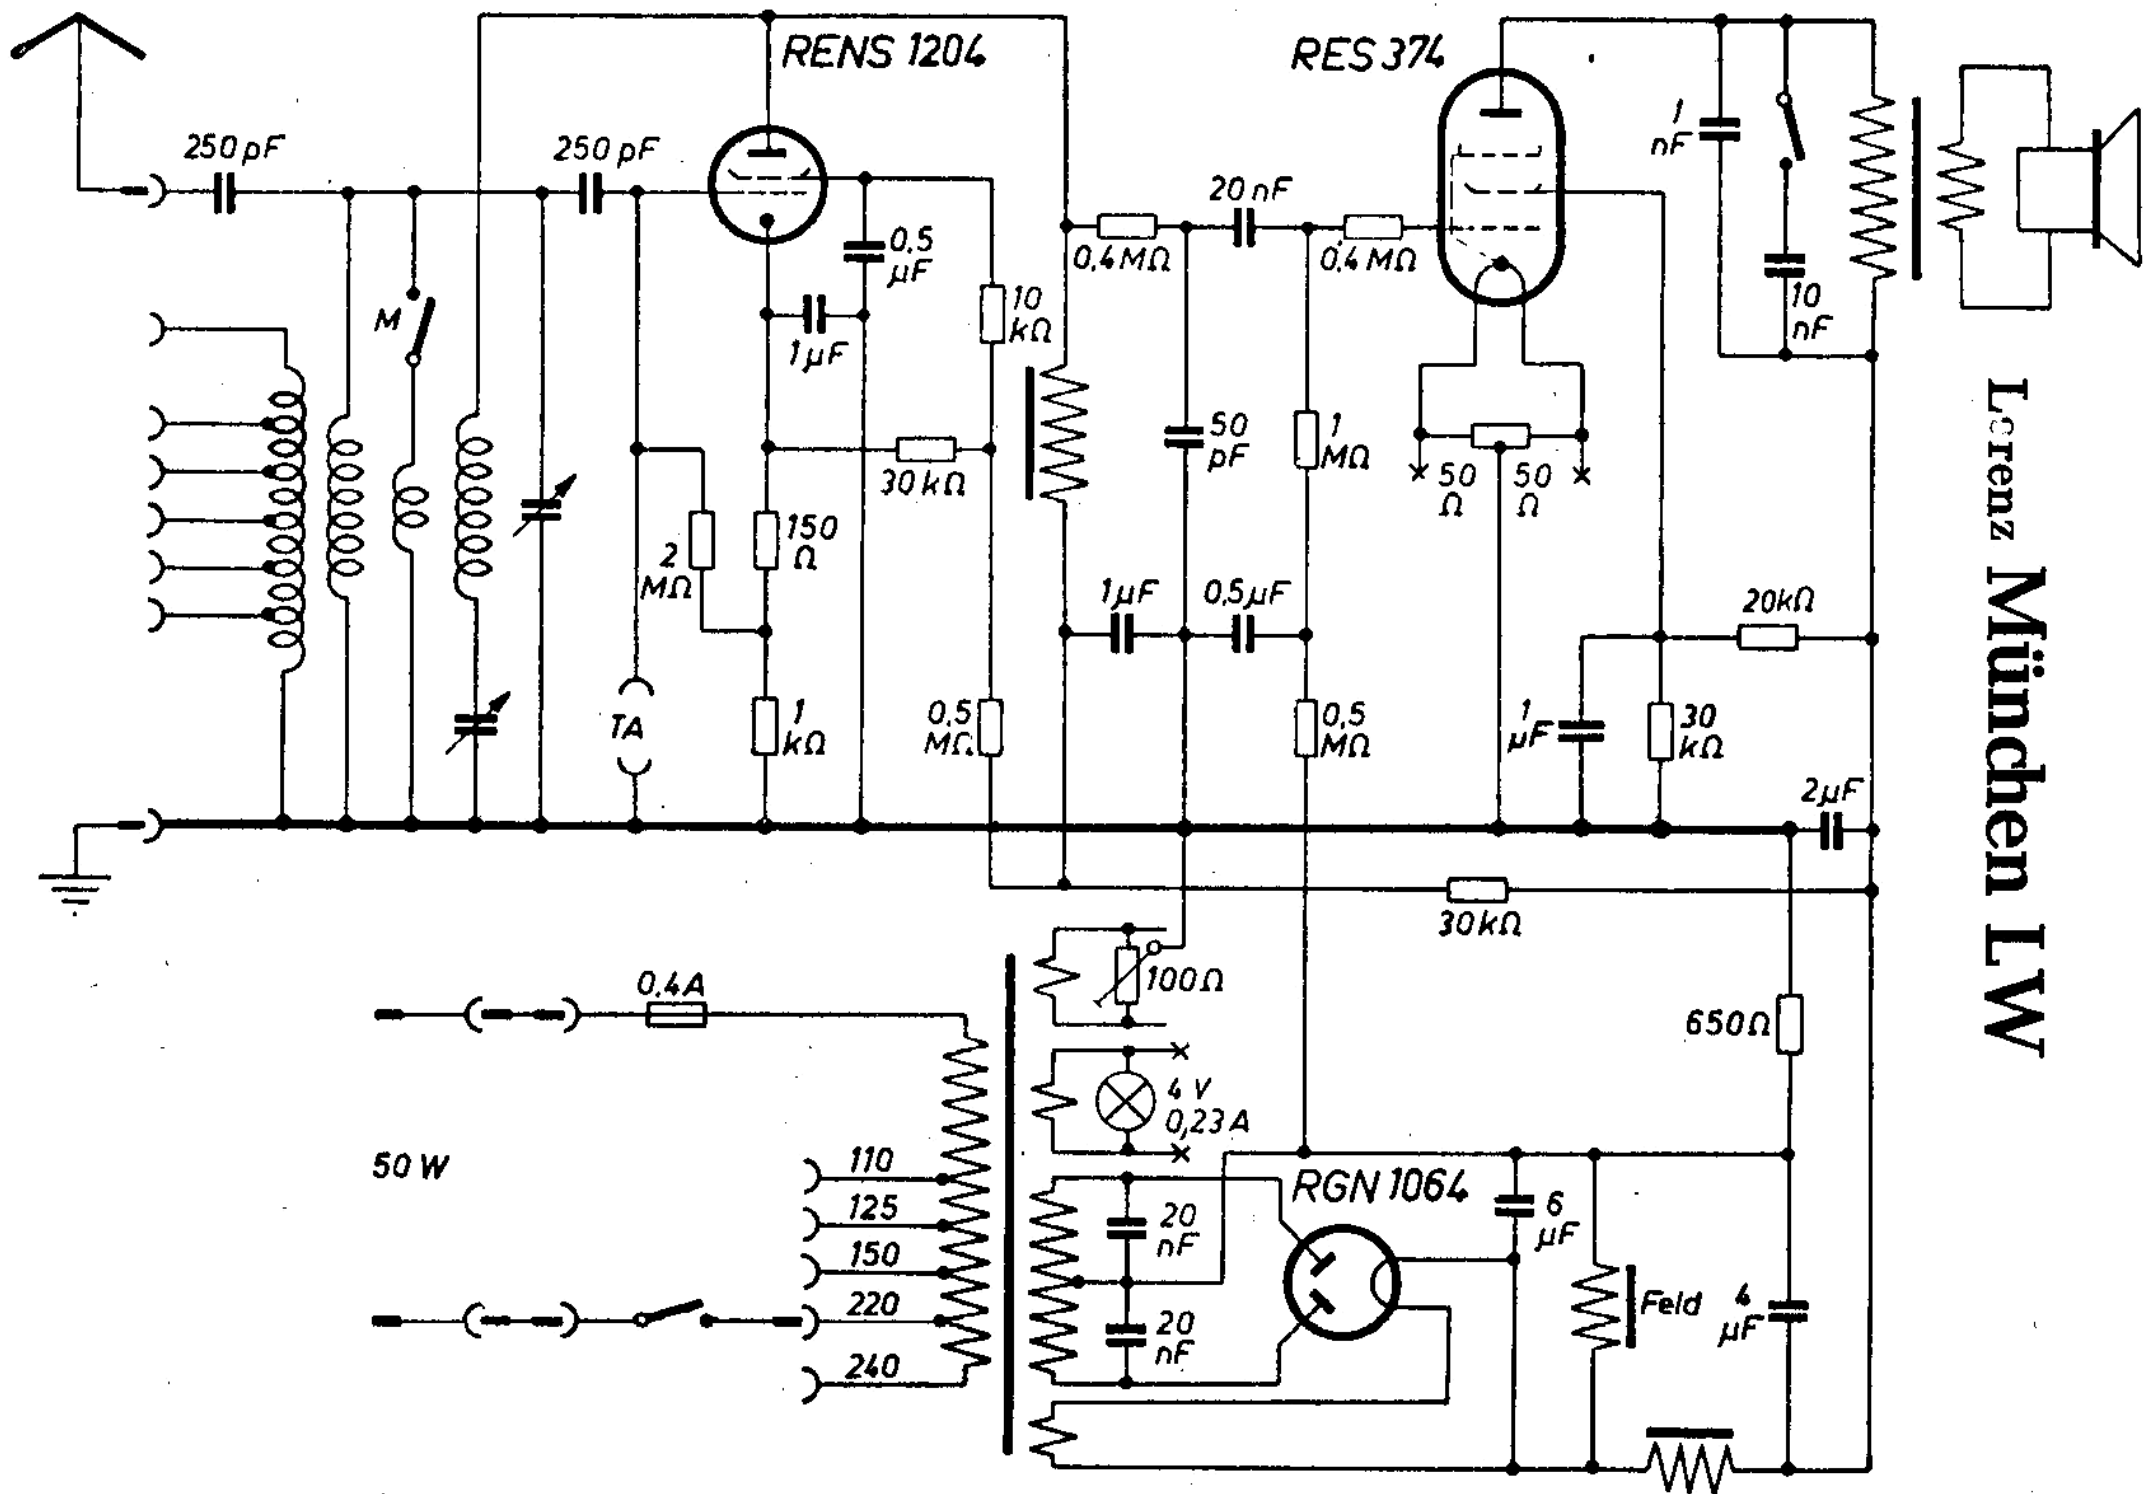 RENS 1204
RES 374
250 pF
250 pF
0,5
µF
1 µF
10
kΩ
M
30 kΩ
2
MΩ
150
Ω
TA
1
kΩ
0,5
MΩ
0,4 MΩ
20 nF
0,4 MΩ
50
pF
1
MΩ
1 µF
0,5 µF
0,5
MΩ
50
Ω
50
Ω
1
nF
10
nF
20 kΩ
1
µF
30
kΩ
2 µF
30 kΩ
650 Ω
Lorenz München LW
0,4 A
100 Ω
50 W
4 V
0,23 A
110
125
150
220
240
20
nF
20
nF
RGN 1064
6
µF
Feld
4
µF